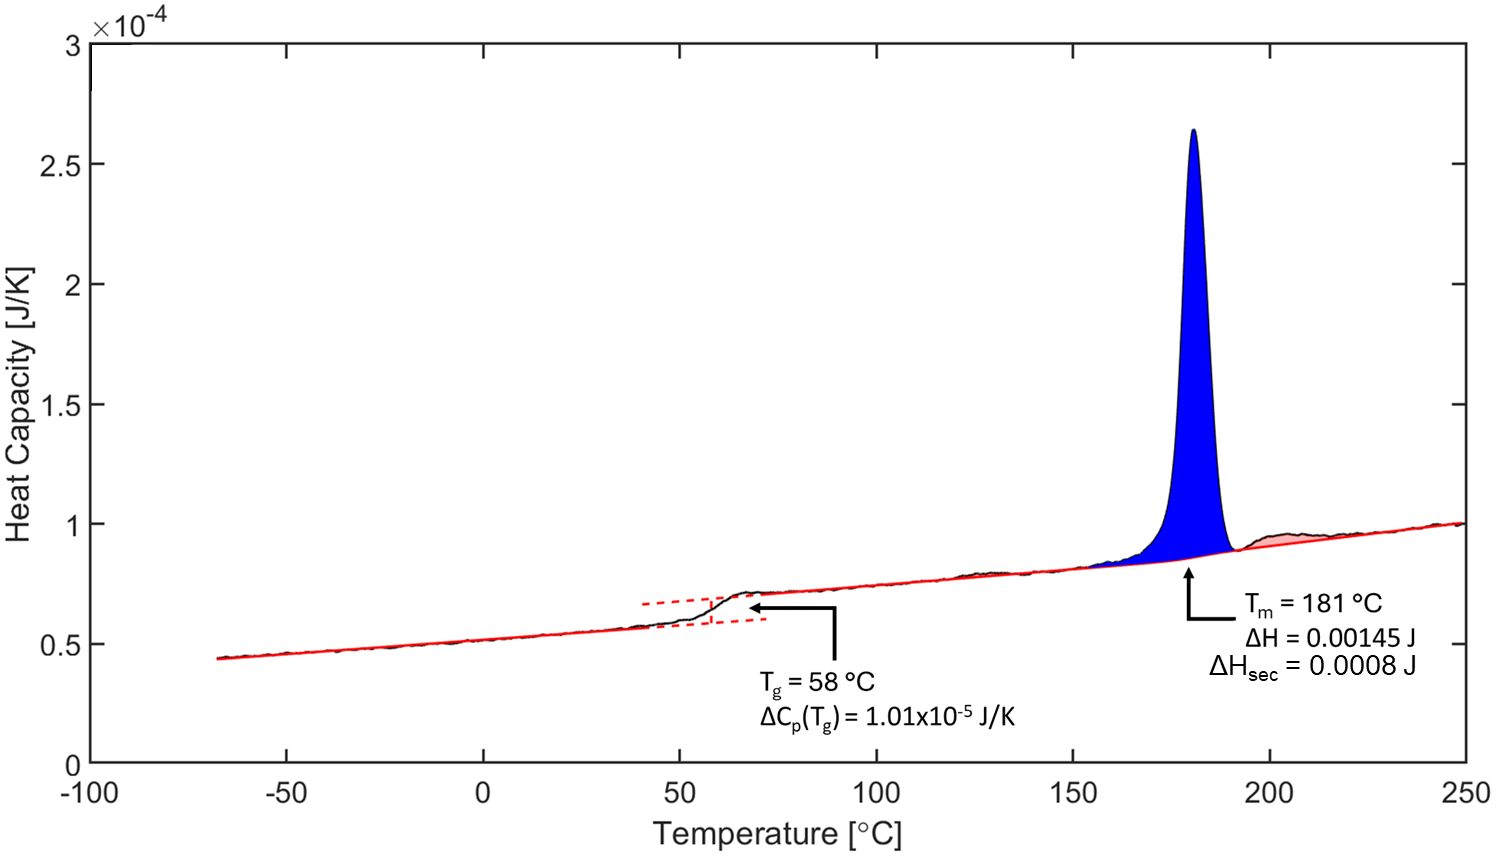 ×10⁻⁴
3
2.5
2
1.5
1
0.5
0
Heat Capacity [J/K]
Tg = 58 °C
ΔCp(Tg) = 1.01x10⁻⁵ J/K
Tm = 181 °C
ΔH = 0.00145 J
ΔHsec = 0.0008 J
-100 -50 0 50 100 150 200 250
Temperature [°C]